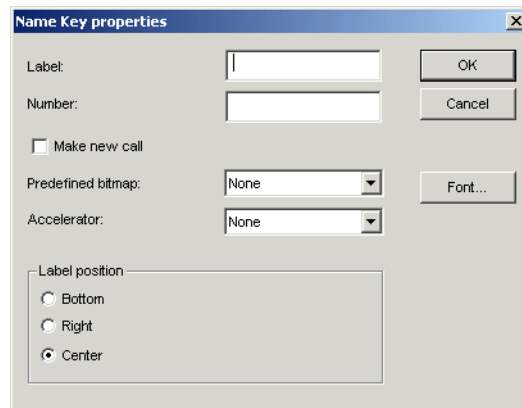 Name Key properties
Label:
OK
Number:
Cancel
Make new call
Predefined bitmap:
None
Font...
Accelerator:
None
Label position
Bottom
Right
Center